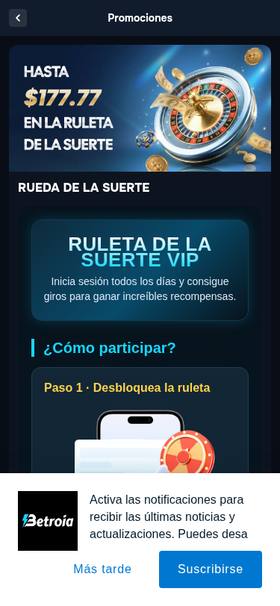 Promociones
HASTA
$177.77
EN LA RULETA
DE LA SUERTE
RUEDA DE LA SUERTE
RULETA DE LA
SUERTE VIP
Inicia sesión todos los días y consigue
giros para ganar increíbles recompensas.
¿Cómo participar?
Paso 1 · Desbloquea la ruleta
Betroia
Activa las notificaciones para
recibir las últimas noticias y
actualizaciones. Puedes desa
Más tarde
Suscribirse